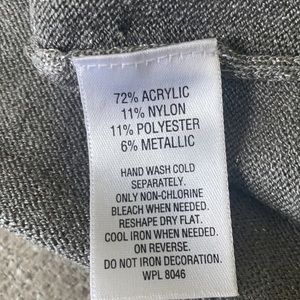 72% ACRYLIC
11% NYLON
11% POLYESTER
6% METALLIC
HAND WASH COLD
SEPARATELY.
ONLY NON-CHLORINE
BLEACH WHEN NEEDED.
RESHAPE DRY FLAT.
COOL IRON WHEN NEEDED.
ON REVERSE.
DO NOT IRON DECORATION.
WPL 8046